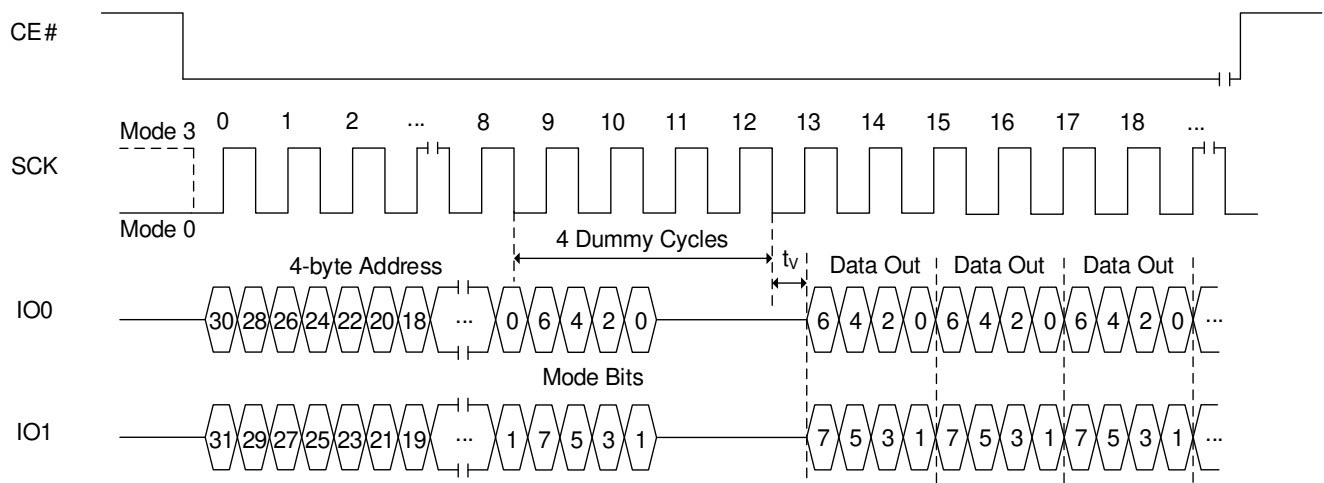 CE#
0 1 2 ... 8 9 10 11 12 13 14 15 16 17 18 ...
Mode 3
SCK
Mode 0
4 Dummy Cycles
4-byte Address
tV
Data Out Data Out Data Out
IO0
30 28 26 24 22 20 18 ... 0 6 4 2 0 6 4 2 0 6 4 2 0 6 4 2 0 ...
Mode Bits
IO1
31 29 27 25 23 21 19 ... 1 7 5 3 1 7 5 3 1 7 5 3 1 7 5 3 1 ...